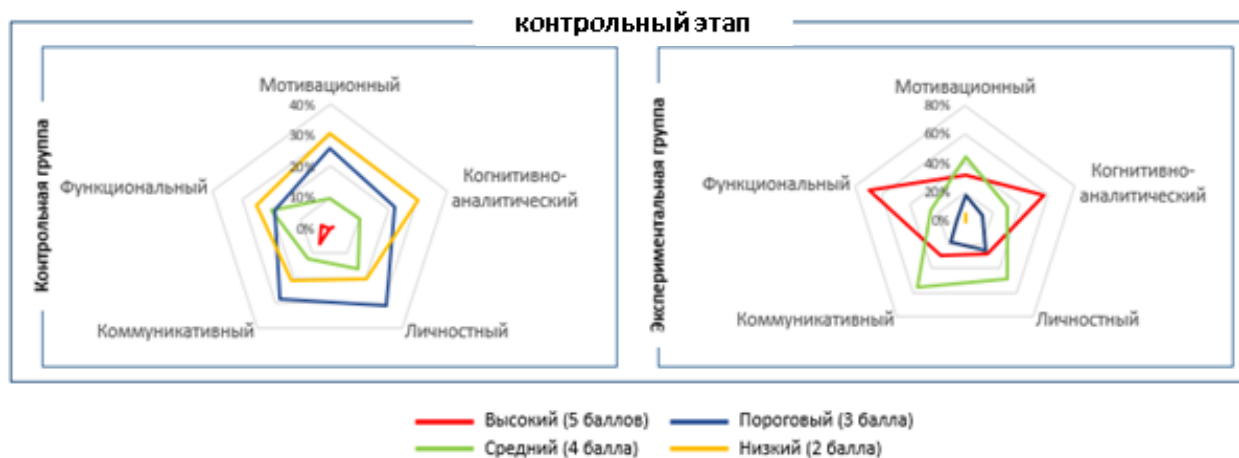 контрольный этап
Контрольная группа
Мотивационный
40%
30%
20%
10%
0%
Когнитивно-
аналитический
Личностный
Коммуникативный
Функциональный
Экспериментальная группа
Мотивационный
80%
60%
40%
20%
0%
Когнитивно-
аналитический
Личностный
Коммуникативный
Функциональный
Высокий (5 баллов)
Пороговый (3 балла)
Средний (4 балла)
Низкий (2 балла)